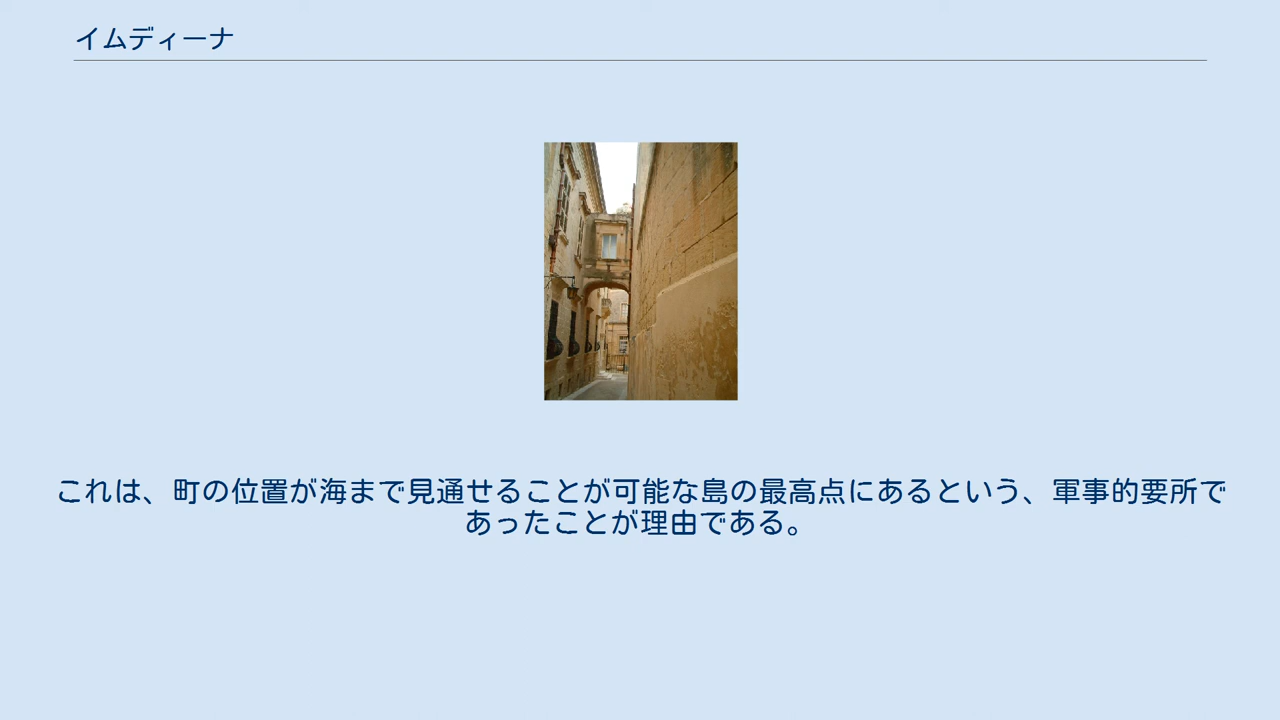 イムディーナ
これは、町の位置が海まで見通せることが可能な島の最高点にあるという、軍事的要所で
あったことが理由である。